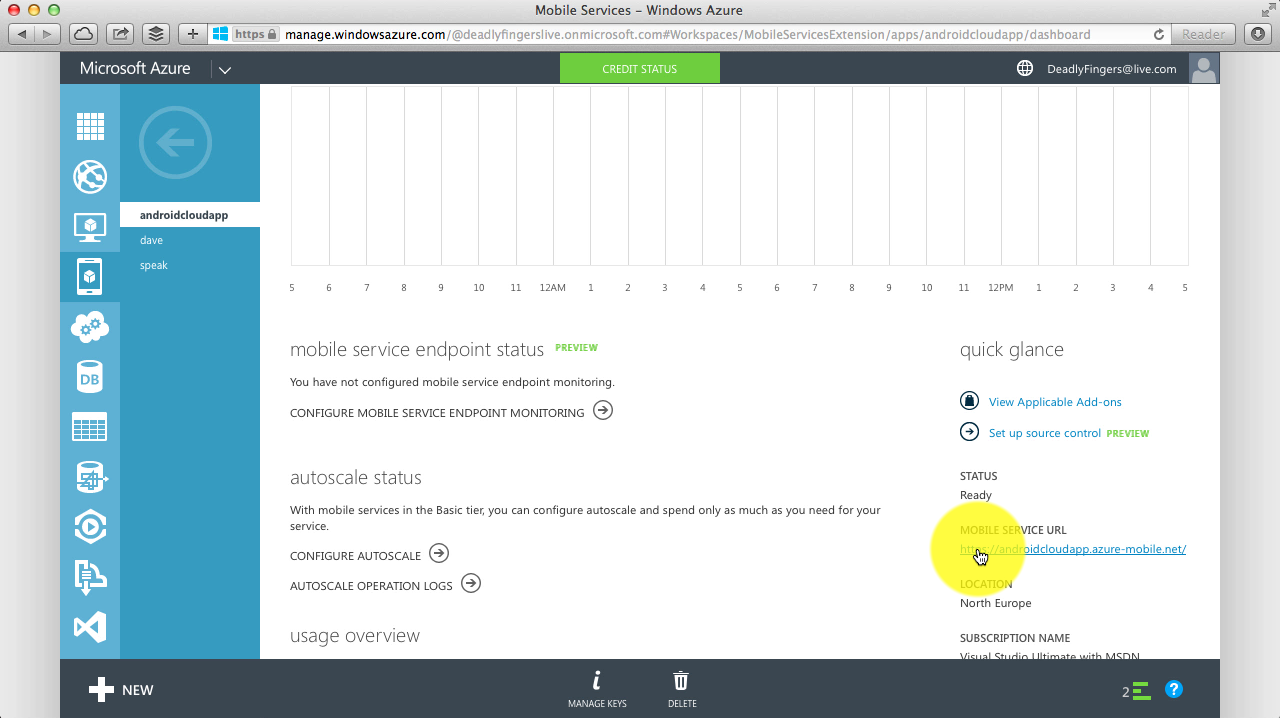 Mobile Services – Windows Azure
https manage.windowsazure.com/@deadlyfingerslive.onmicrosoft.com#Workspaces/MobileServicesExtension/apps/androidcloudapp/dashboard Reader
Microsoft Azure CREDIT STATUS DeadlyFingers@live.com
androidcloudapp
dave
speak
DB
5 6 7 8 9 10 11 12AM 1 2 3 4 5 6 7 8 9 10 11 12PM 1 2 3 4 5
mobile service endpoint status PREVIEW
You have not configured mobile service endpoint monitoring.
CONFIGURE MOBILE SERVICE ENDPOINT MONITORING
autoscale status
With mobile services in the Basic tier, you can configure autoscale and spend only as much as you need for your
service.
CONFIGURE AUTOSCALE
AUTOSCALE OPERATION LOGS
usage overview
quick glance
View Applicable Add-ons
Set up source control PREVIEW
STATUS
Ready
MOBILE SERVICE URL
https://androidcloudapp.azure-mobile.net/
LOCATION
North Europe
SUBSCRIPTION NAME
Visual Studio Ultimate with MSDN
NEW
MANAGE KEYS
DELETE
2
?